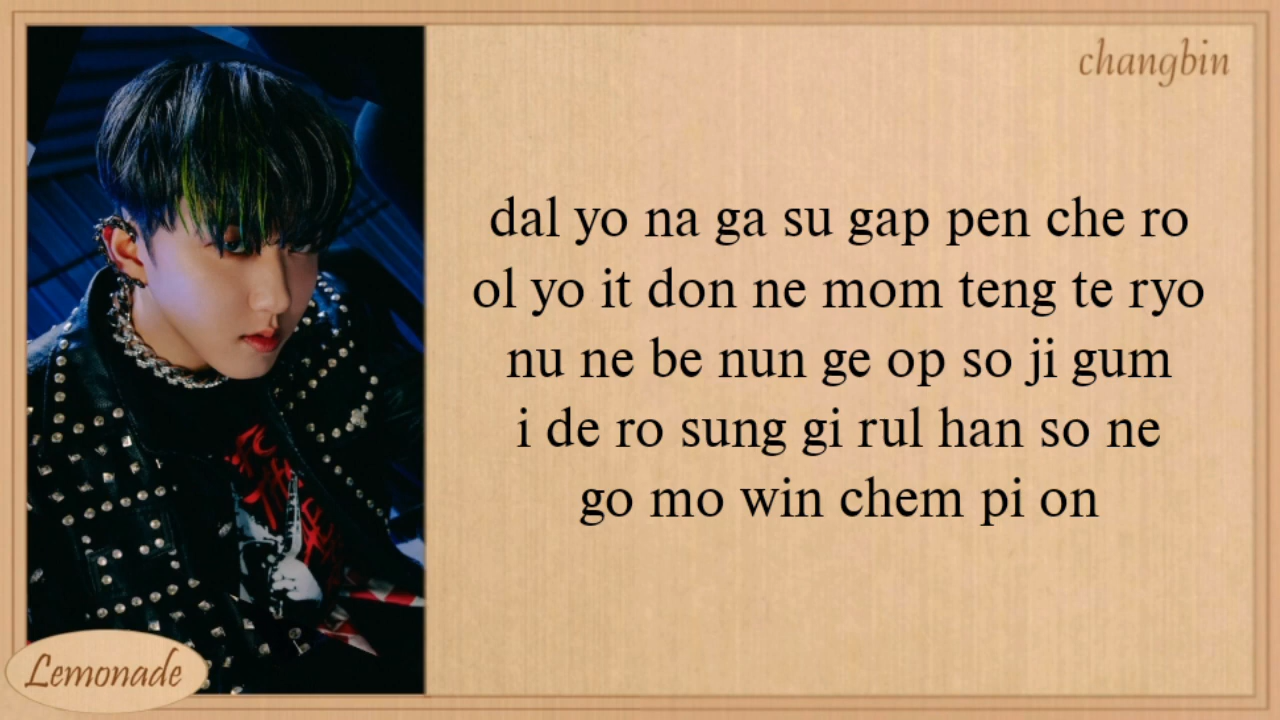 changbin
dal yo na ga su gap pen che ro
ol yo it don ne mom teng te ryo
nu ne be nun ge op so ji gum
i de ro sung gi rul han so ne
go mo win chem pi on
Lemonade